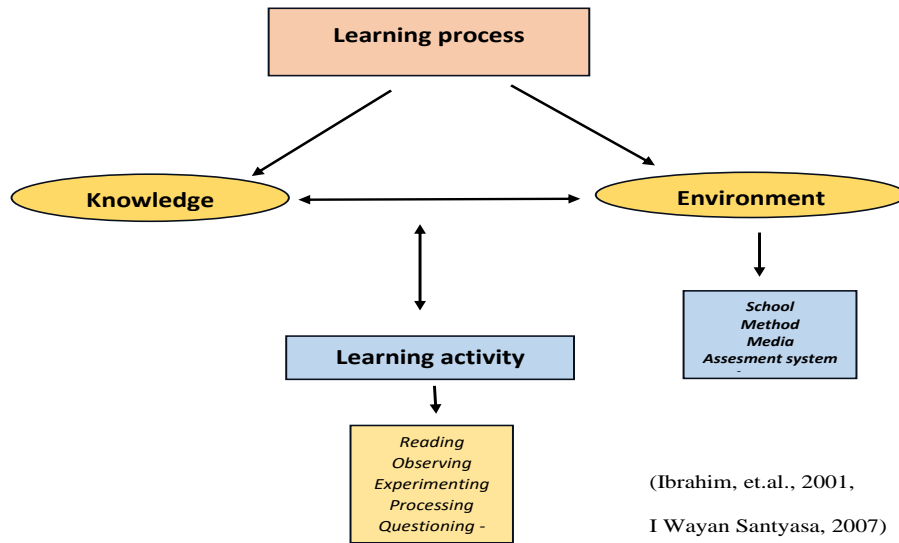 Learning process
Knowledge
Environment
School
Method
Media
Assesment system
-
Learning activity
Reading
Observing
Experimenting
Processing
Questioning -
(Ibrahim, et.al., 2001,
I Wayan Santyasa, 2007)